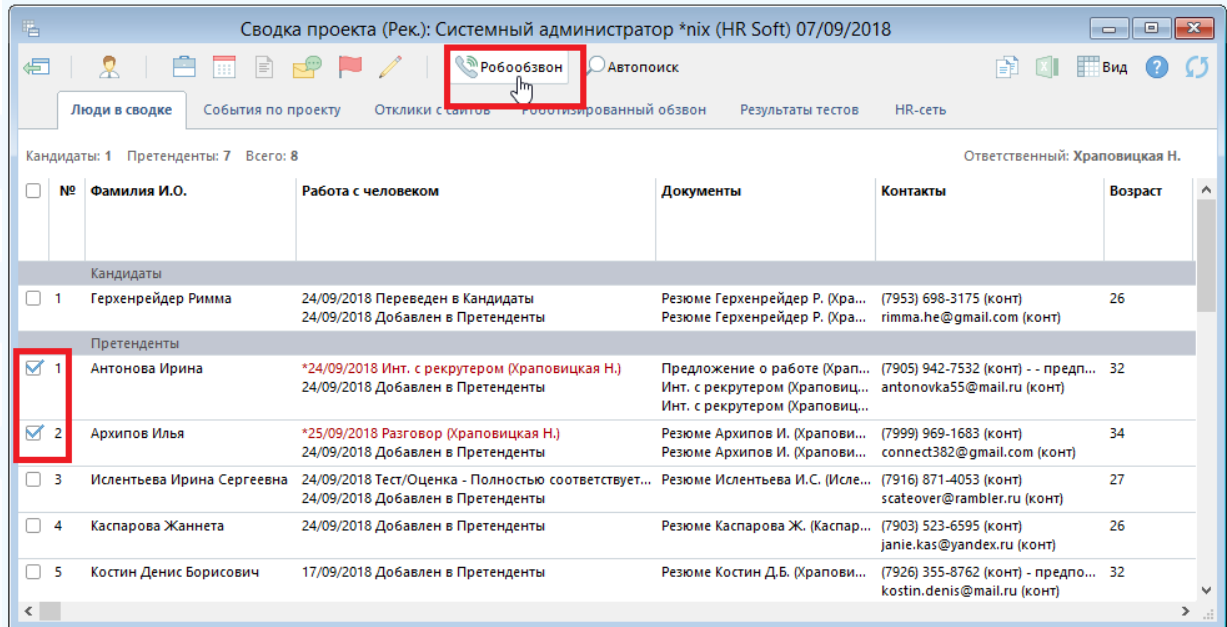 Сводка проекта (Рек.): Системный администратор *nix (HR Soft) 07/09/2018
Робообзвон Автопоиск Вид
Люди в сводке События по проекту Отклики с сайтов Роботизированный обзвон Результаты тестов HR-сеть
Кандидаты: 1 Претенденты: 7 Всего: 8 Ответственный: Храповицкая Н.
№ Фамилия И.О. Работа с человеком Документы Контакты Возраст
Кандидаты
1 Герхенрейдер Римма 24/09/2018 Переведен в Кандидаты Резюме Герхенрейдер Р. (Хра... (7953) 698-3175 (конт) 26
24/09/2018 Добавлен в Претенденты Резюме Герхенрейдер Р. (Хра... rimma.he@gmail.com (конт)
Претенденты
1 Антонова Ирина *24/09/2018 Инт. с рекрутером (Храповицкая Н.) Предложение о работе (Храп... (7905) 942-7532 (конт) - - предп... 32
24/09/2018 Добавлен в Претенденты Инт. с рекрутером (Храповиц... antonovka55@mail.ru (конт)
Инт. с рекрутером (Храповиц...
2 Архипов Илья *25/09/2018 Разговор (Храповицкая Н.) Резюме Архипов И. (Храпови... (7999) 969-1683 (конт) 34
24/09/2018 Добавлен в Претенденты Резюме Архипов И. (Храпови... connect382@gmail.com (конт)
3 Ислентьева Ирина Сергеевна 24/09/2018 Тест/Оценка - Полностью соответствует... Резюме Ислентьева И.С. (Исле... (7916) 871-4053 (конт) 27
24/09/2018 Добавлен в Претенденты scateover@rambler.ru (конт)
4 Каспарова Жаннета 24/09/2018 Добавлен в Претенденты Резюме Каспарова Ж. (Каспар... (7903) 523-6595 (конт) 26
janie.kas@yandex.ru (конт)
5 Костин Денис Борисович 17/09/2018 Добавлен в Претенденты Резюме Костин Д.Б. (Храпови... (7926) 355-8762 (конт) - предпо... 32
kostin.denis@mail.ru (конт)